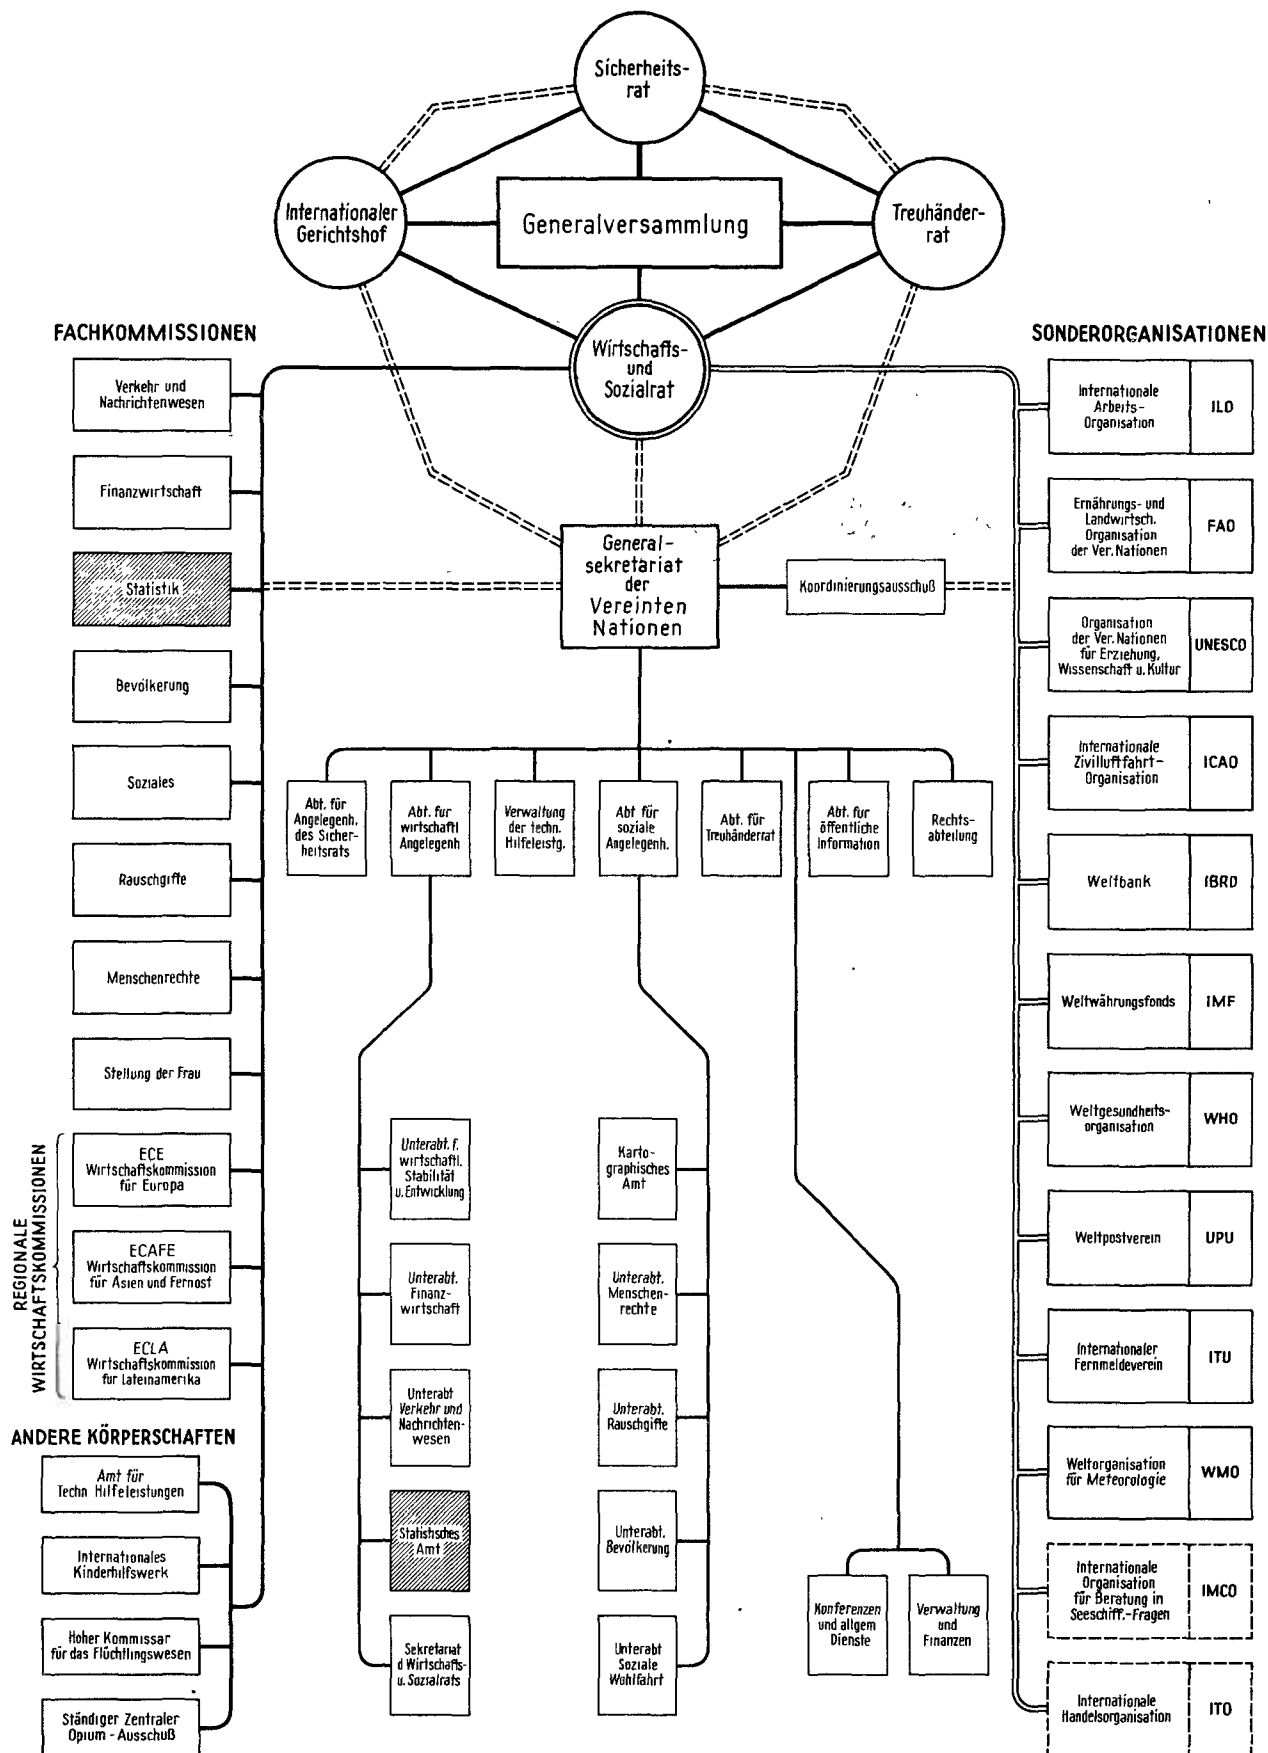 Sicherheits-
rat
Internationaler
Gerichtshof
Generalversammlung
Treuhänder-
rat
Wirtschafts-
und
Sozialrat
FACHKOMMISSIONEN
Verkehr und
Nachrichtenwesen
Finanzwirtschaft
Statistik
Bevölkerung
Soziales
Rauschgifte
Menschenrechte
Stellung der Frau
REGIONALE
WIRTSCHAFTSKOMMISSIONEN
ECE
Wirtschaftskommission
für Europa
ECAFE
Wirtschaftskommission
für Asien und Fernost
ECLA
Wirtschaftskommission
für Lateinamerika
ANDERE KÖRPERSCHAFTEN
Amt für
Techn Hilfeleistungen
Internationales
Kinderhilfswerk
Hoher Kommissar
für das Flüchtlingswesen
Ständiger Zentraler
Opium - Ausschuß
General-
sekretariat
der
Vereinten
Nationen
Koordinierungsausschuß
Abt. für
Angelegenh.
des Sicher-
heitsrats
Abt. fur
wirtschaftl
Angelegenh
Verwaltung
der techn.
Hilfeleistg.
Abt für
soziale
Angelegenh.
Abt. für
Treuhänderrat
Abt. fur
öffentliche
Information
Rechts-
abteilung
Unterabt. f.
wirtschaftl.
Stabilität
u. Entwicklung
Unterabt.
Finanz-
wirtschaft
Unterabt
Verkehr und
Nachrichten-
wesen
Statistisches
Amt
Sekretariat
d Wirtschafts-
u. Sozialrats
Karto-
graphisches
Amt
Unterabt.
Menschen-
rechte
Unterabt.
Rauschgifte
Unterabt.
Bevölkerung
Unterabt
Soziale
Wohlfahrt
Konferenzen
und allgem
Dienste
Verwaltung
und
Finanzen
SONDERORGANISATIONEN
Internationale
Arbeits-
Organisation
ILO
Ernährungs- und
Landwirtsch.
Organisation
der Ver. Nationen
FAO
Organisation
der Ver. Nationen
für Erziehung,
Wissenschaft u. Kultur
UNESCO
Internationale
Zivilluftfahrt-
Organisation
ICAO
Weltbank
IBRD
Weltwährungsfonds
IMF
Weltgesundheits-
organisation
WHO
Weltpostverein
UPU
Internationaler
Fernmeldeverein
ITU
Weltorganisation
für Meteorologie
WMO
Internationale
Organisation
für Beratung in
Seeschiff.-Fragen
IMCO
Internationale
Handelsorganisation
ITO